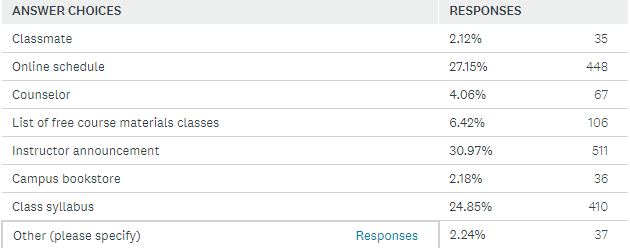 ANSWER CHOICES RESPONSES
Classmate 2.12% 35
Online schedule 27.15% 448
Counselor 4.06% 67
List of free course materials classes 6.42% 106
Instructor announcement 30.97% 511
Campus bookstore 2.18% 36
Class syllabus 24.85% 410
Other (please specify) Responses 2.24% 37